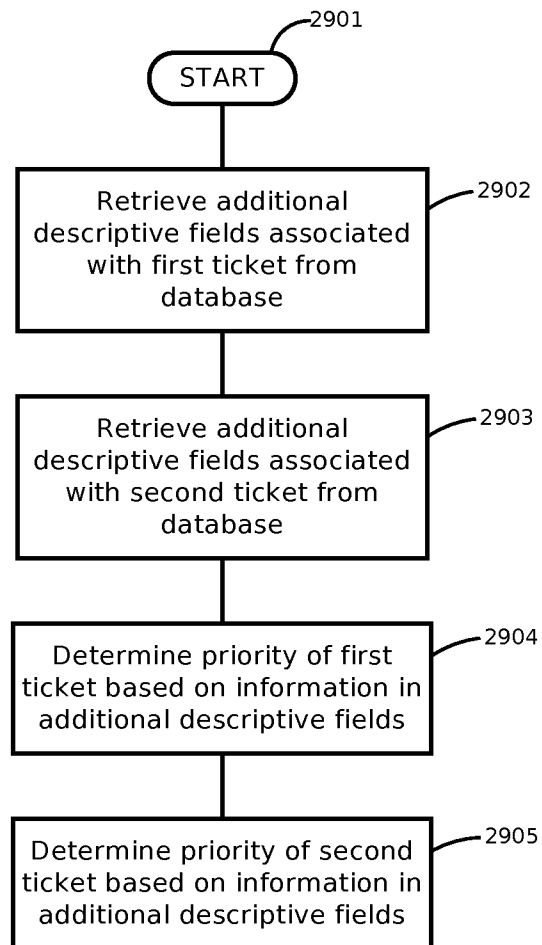 2901
START
2902
Retrieve additional
descriptive fields associated
with first ticket from
database
2903
Retrieve additional
descriptive fields associated
with second ticket from
database
2904
Determine priority of first
ticket based on information in
additional descriptive fields
2905
Determine priority of second
ticket based on information in
additional descriptive fields